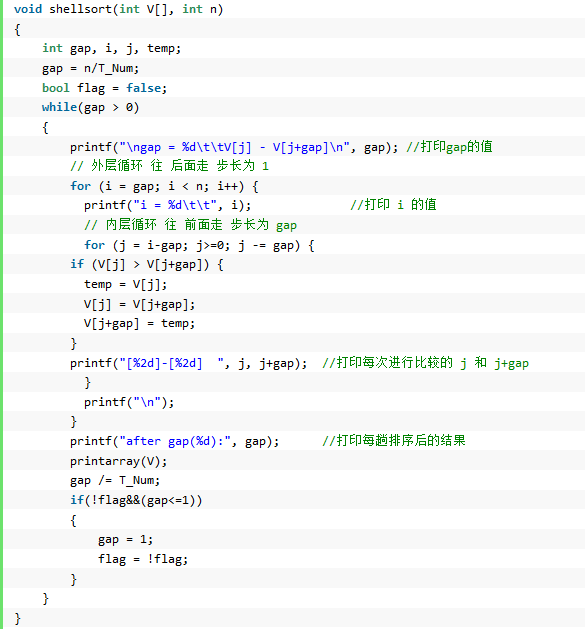 void shellsort(int V[], int n)
{
    int gap, i, j, temp;
    gap = n/T_Num;
    bool flag = false;
    while(gap > 0)
    {
        printf("\ngap = %d\t\tV[j] - V[j+gap]\n", gap); //打印gap的值
        // 外层循环 往 后面走 步长为 1
        for (i = gap; i < n; i++) {
          printf("i = %d\t\t", i);              //打印 i 的值
          // 内层循环 往 前面走 步长为 gap
          for (j = i-gap; j>=0; j -= gap) {
        if (V[j] > V[j+gap]) {
          temp = V[j];
          V[j] = V[j+gap];
          V[j+gap] = temp;
        }
        printf("[%2d]-[%2d]  ", j, j+gap);  //打印每次进行比较的 j 和 j+gap
          }
          printf("\n");
        }
        printf("after gap(%d):", gap);      //打印每趟排序后的结果
        printarray(V);
        gap /= T_Num;
        if(!flag&&(gap<=1))
        {
            gap = 1;
            flag = !flag;
        }
    }
}